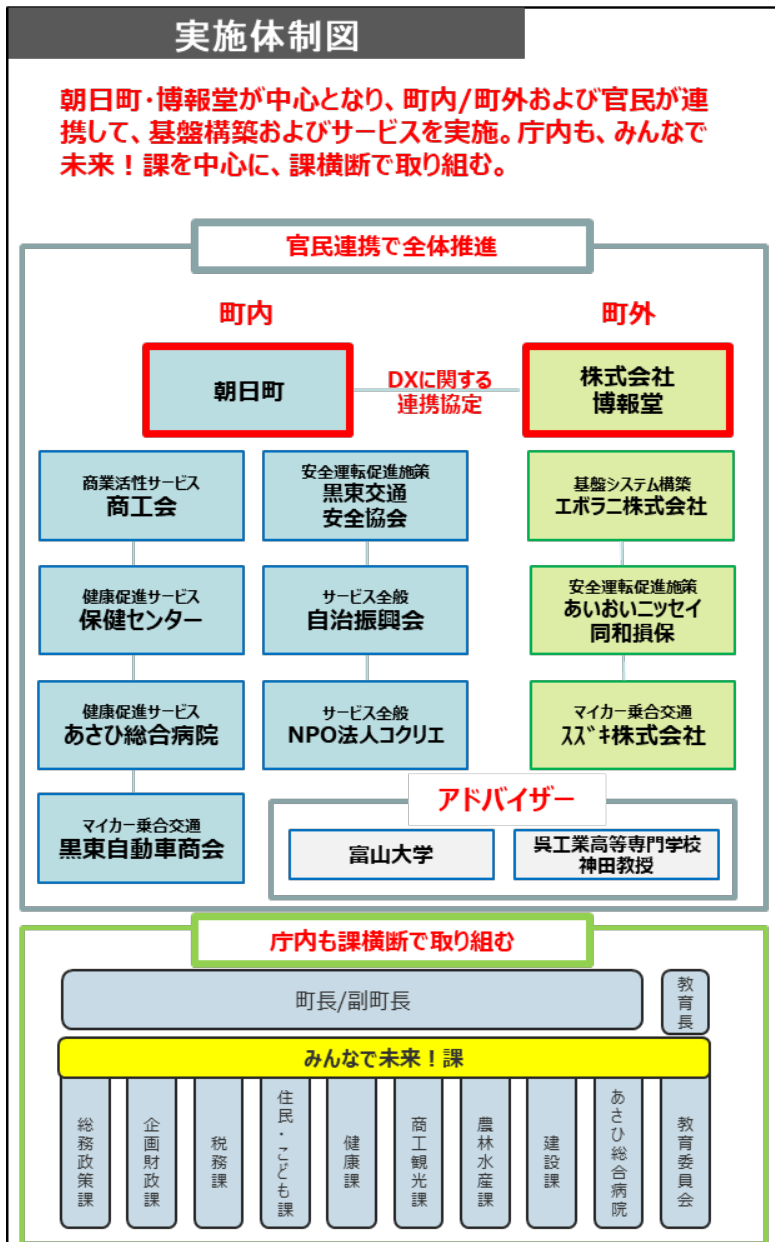 実施体制図
朝日町・博報堂が中心となり、町内/町外および官民が連
携して、基盤構築およびサービスを実施。庁内も、みんなで
未来！課を中心に、課横断で取り組む。
官民連携で全体推進
町内
町外
朝日町
DXに関する
連携協定
株式会社
博報堂
商業活性サービス
商工会
健康促進サービス
保健センター
健康促進サービス
あさひ総合病院
マイカー乗合交通
黒東自動車商会
安全運転促進施策
黒東交通
安全協会
サービス全般
自治振興会
サービス全般
NPO法人コクリエ
基盤システム構築
エボラニ株式会社
安全運転促進施策
あいおいニッセイ
同和損保
マイカー乗合交通
ｽｽﾞｷ株式会社
アドバイザー
富山大学
呉工業高等専門学校
神田教授
庁内も課横断で取り組む
町長/副町長
教育長
みんなで未来！課
総務政策課
企画財政課
税務課
住民・こども課
健康課
商工観光課
農林水産課
建設課
あさひ総合病院
教育委員会